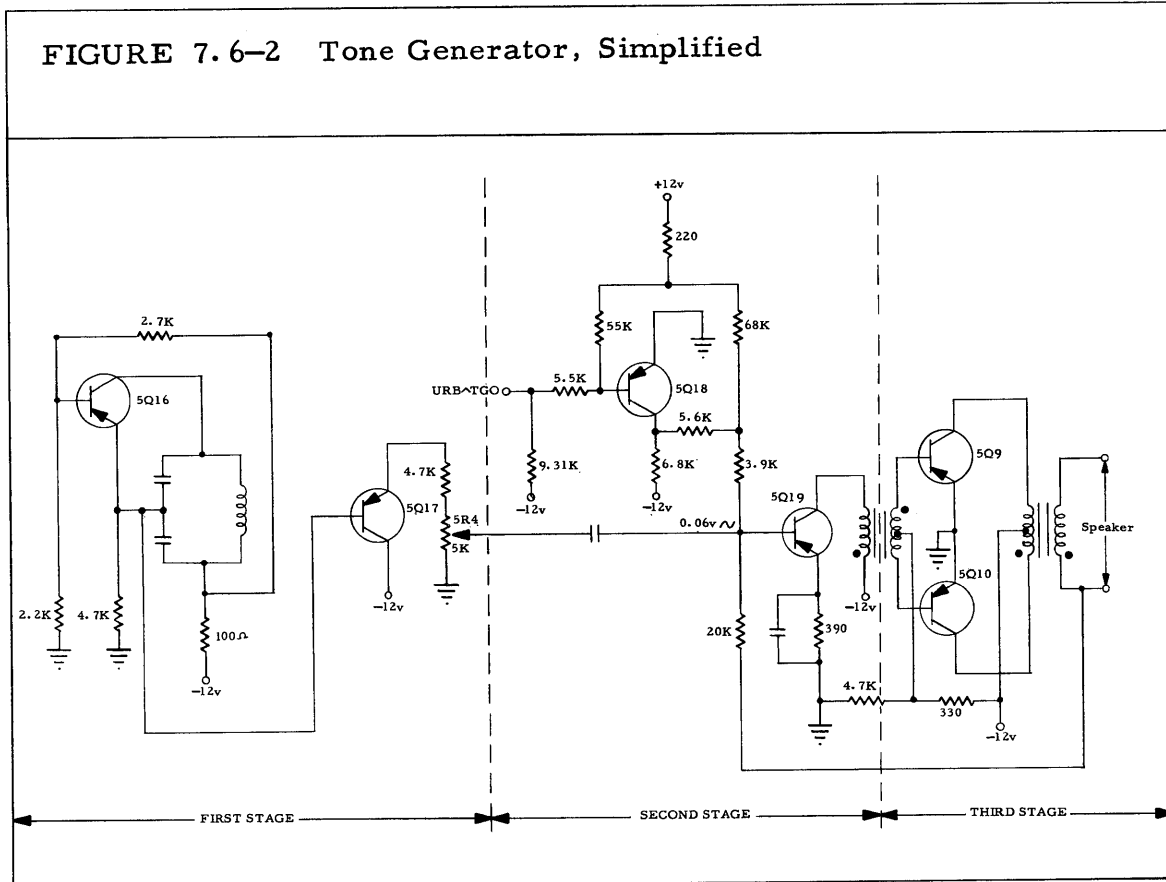 FIGURE 7.6—2 Tone Generator, Simplified
+12v
220
2.7K
55K
68K
5Q16
URB^TGO
5.5K
5Q18
5.6K
4.7K
9.31K
6.8K
3.9K
5Q9
5Q17
5R4
5K
-12v
-12v
5Q19
0.06v ~
Speaker
-12v
5Q10
2.2K
4.7K
100Ω
20K
390
-12v
-12v
4.7K
330
-12v
FIRST STAGE
SECOND STAGE
THIRD STAGE